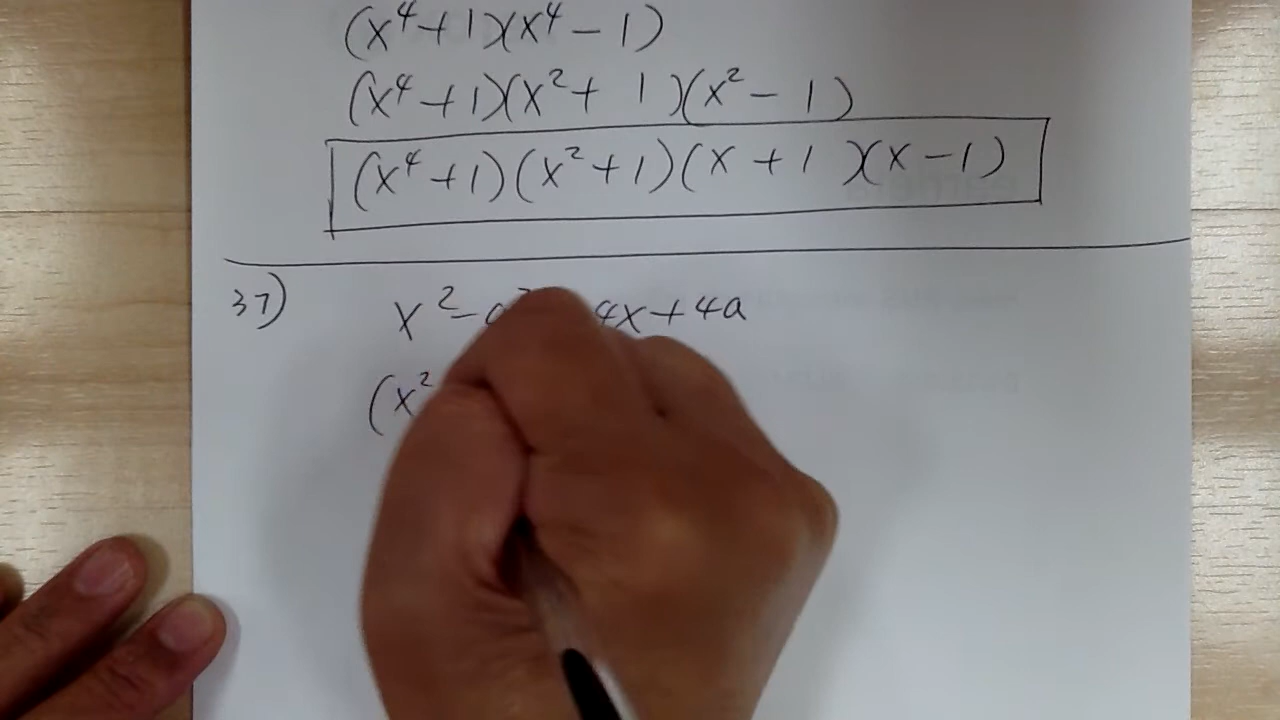 (x⁴+1)(x⁴-1)
(x⁴+1)(x²+1)(x²-1)
(x⁴+1)(x²+1)(x+1)(x-1)
37) x²-a² 4x+4a
(x²